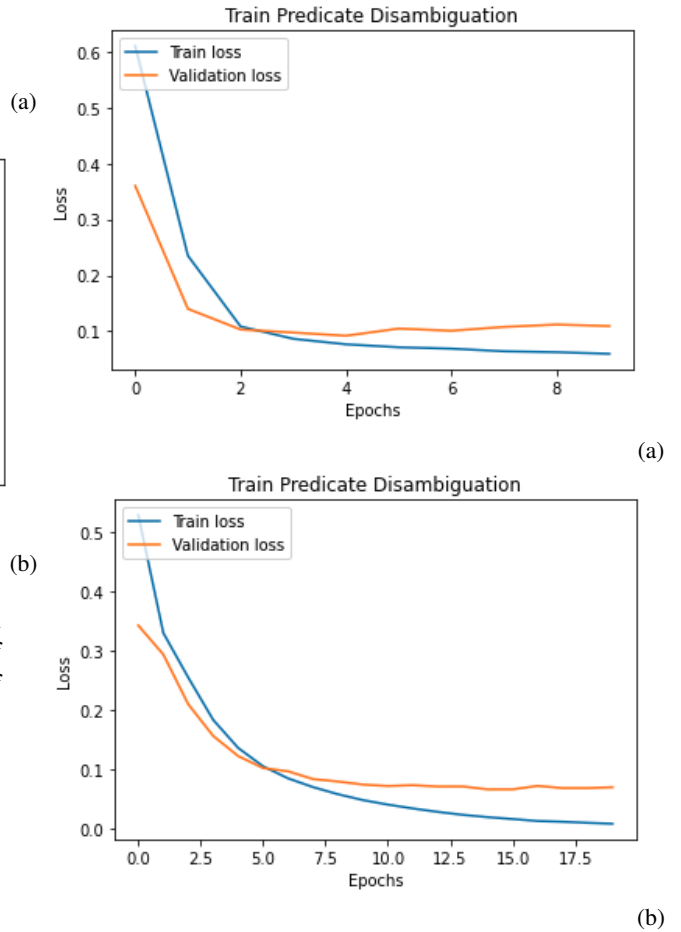 (a)
(b)
f
f
Train Predicate Disambiguation
Train loss
Validation loss
0.6
0.5
0.4
0.3
0.2
0.1
Loss
0 2 4 6 8
Epochs
(a)
Train Predicate Disambiguation
Train loss
Validation loss
0.5
0.4
0.3
0.2
0.1
0.0
Loss
0.0 2.5 5.0 7.5 10.0 12.5 15.0 17.5
Epochs
(b)